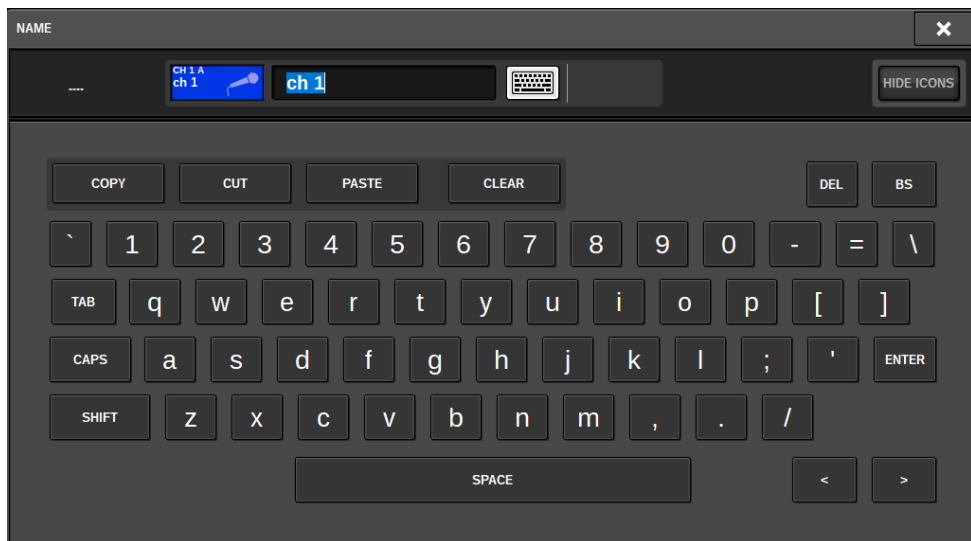 NAME
×
----
CH 1 A
ch 1
ch 1
HIDE ICONS
COPY CUT PASTE CLEAR DEL BS
` 1 2 3 4 5 6 7 8 9 0 - = \
TAB q w e r t y u i o p [ ]
CAPS a s d f g h j k l ; ' ENTER
SHIFT z x c v b n m , . /
SPACE < >